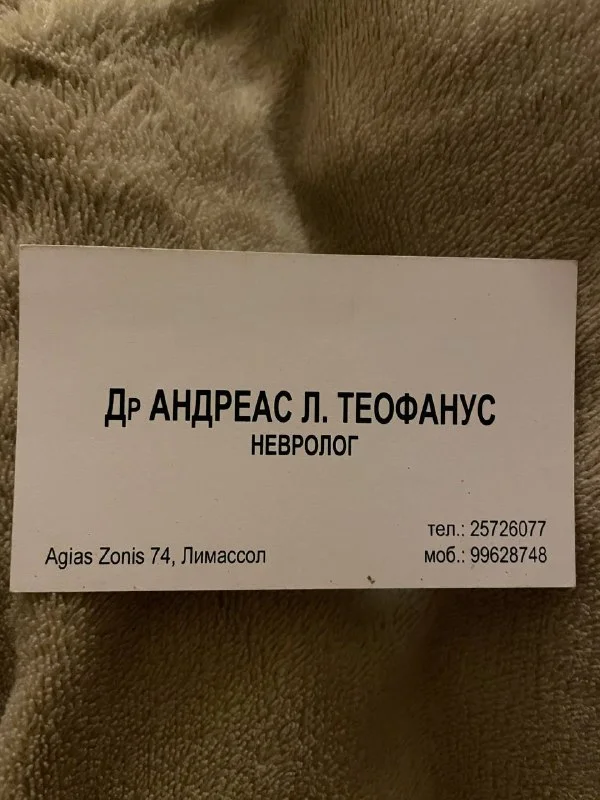 Др АНДРЕАС Л. ТЕОФАНУС
НЕВРОЛОГ
Agias Zonis 74, Лимассол
тел.: 25726077
моб.: 99628748